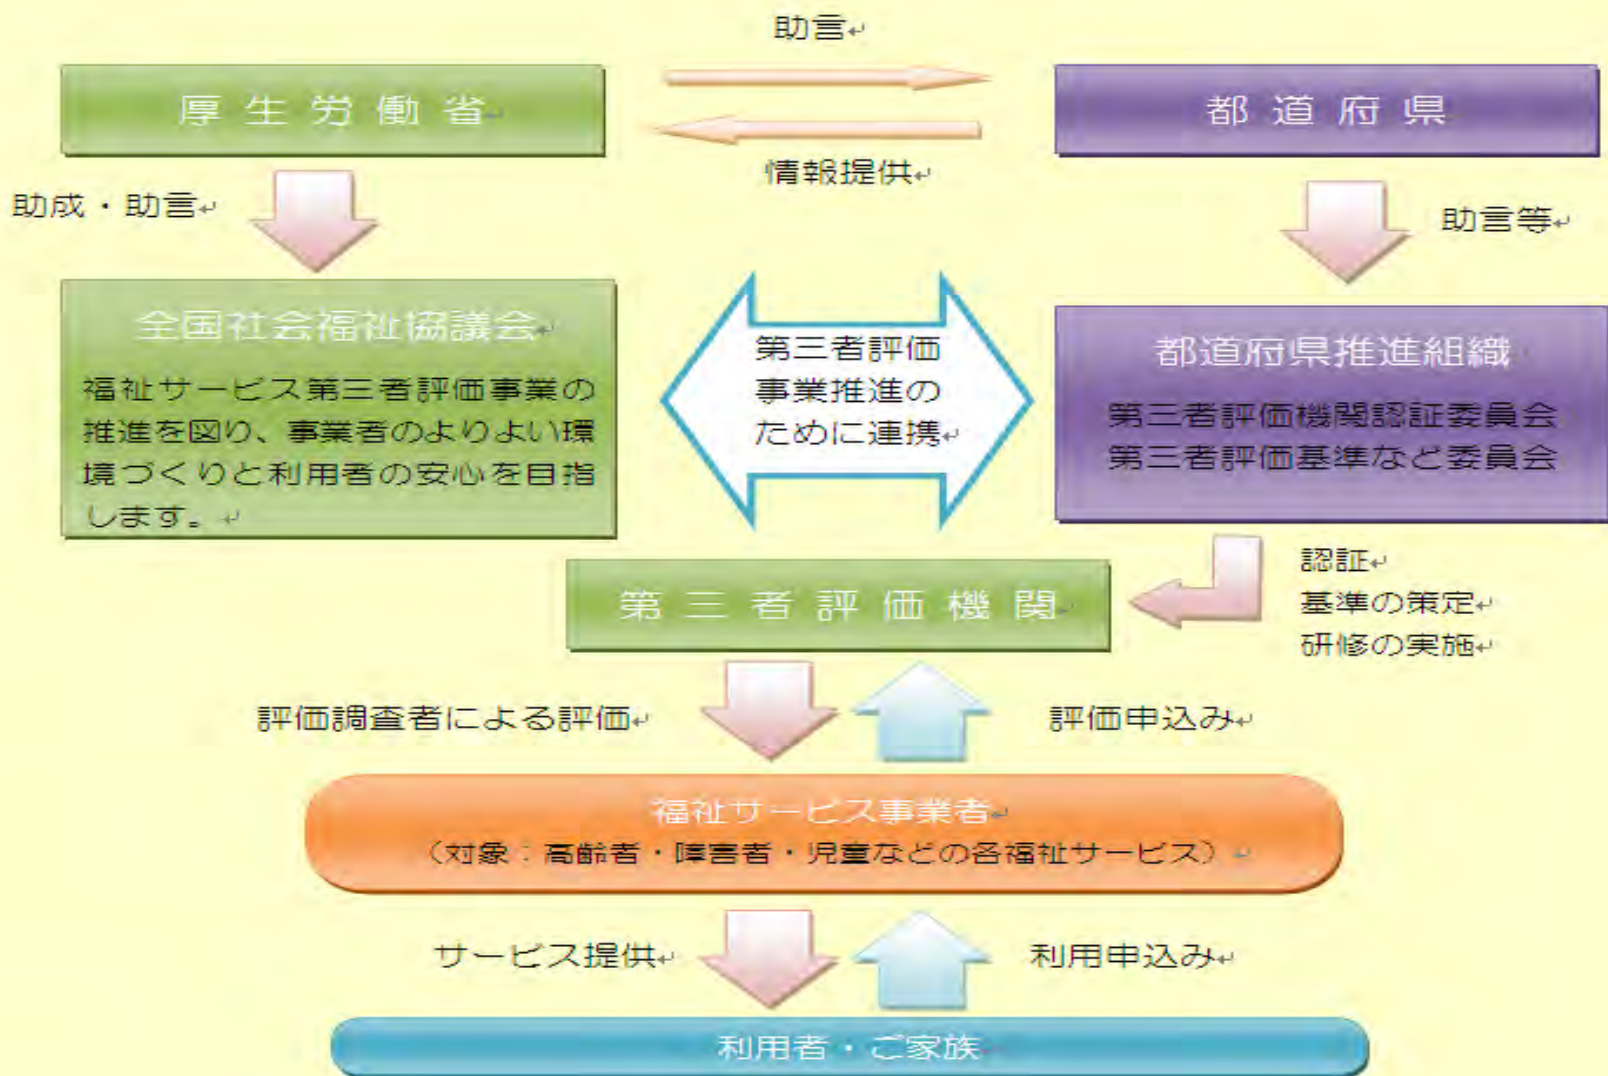 助言
厚生労働省
都道府県
情報提供
助成・助言
助言等
全国社会福祉協議会
福祉サービス第三者評価事業の
推進を図り、事業者のよりよい環
境づくりと利用者の安心を目指
します。
第三者評価
事業推進の
ために連携
都道府県推進組織
第三者評価機関認証委員会
第三者評価基準など委員会
認証
基準の策定
研修の実施
第三者評価機関
評価調査者による評価
評価申込み
福祉サービス事業者
（対象：高齢者・障害者・児童などの各福祉サービス）
サービス提供
利用申込み
利用者・ご家族